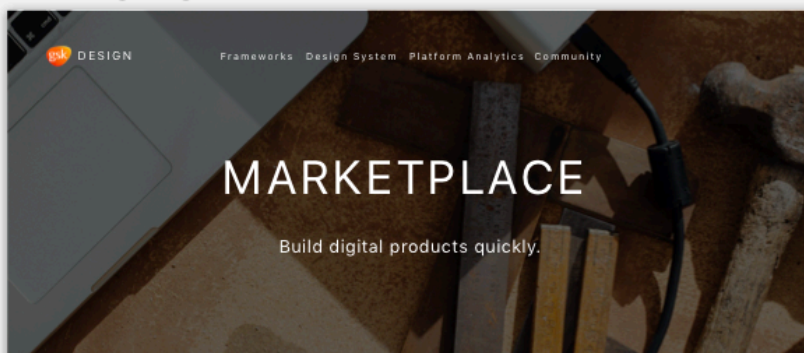 gsk DESIGN Frameworks Design System Platform Analytics Community
MARKETPLACE
Build digital products quickly.